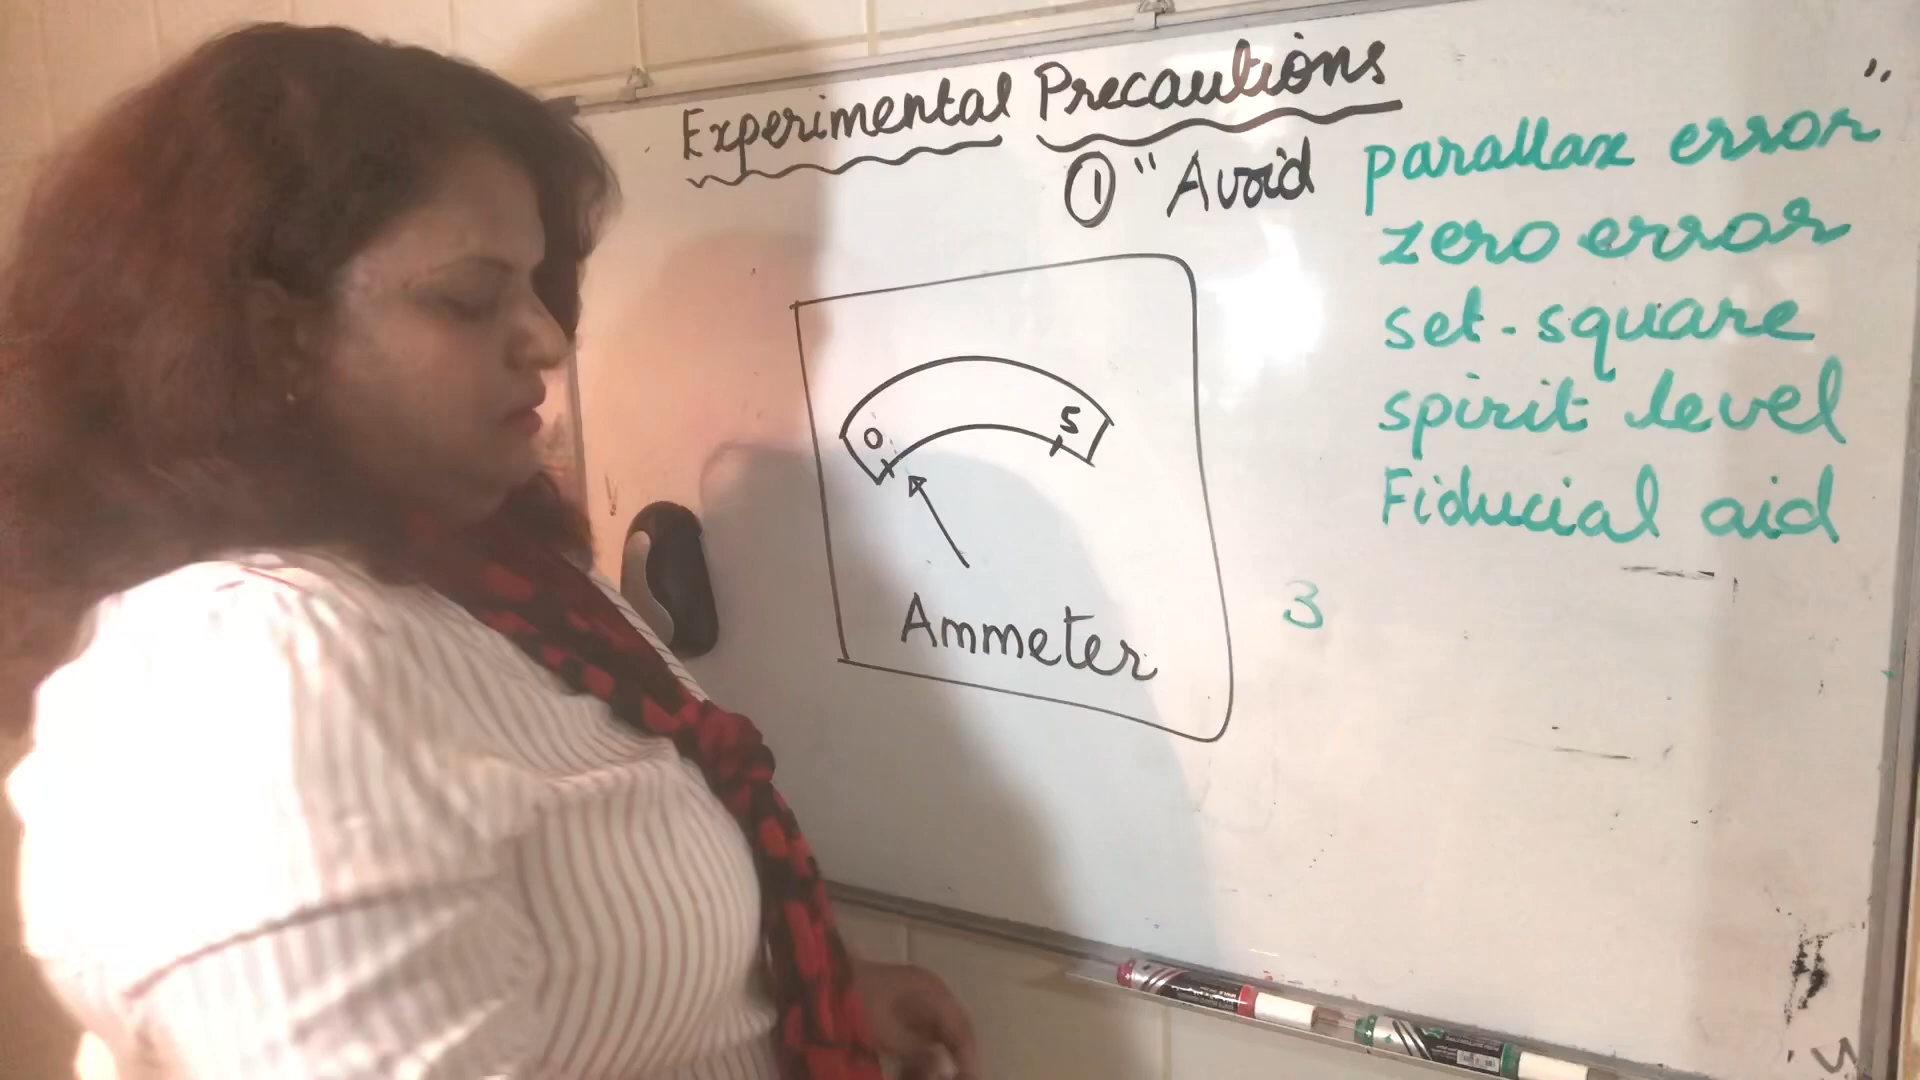 Experimental Precautions
① "Avoid parallax error"
zero error
set-square
spirit level
Fiducial aid
0 5
Ammeter
3